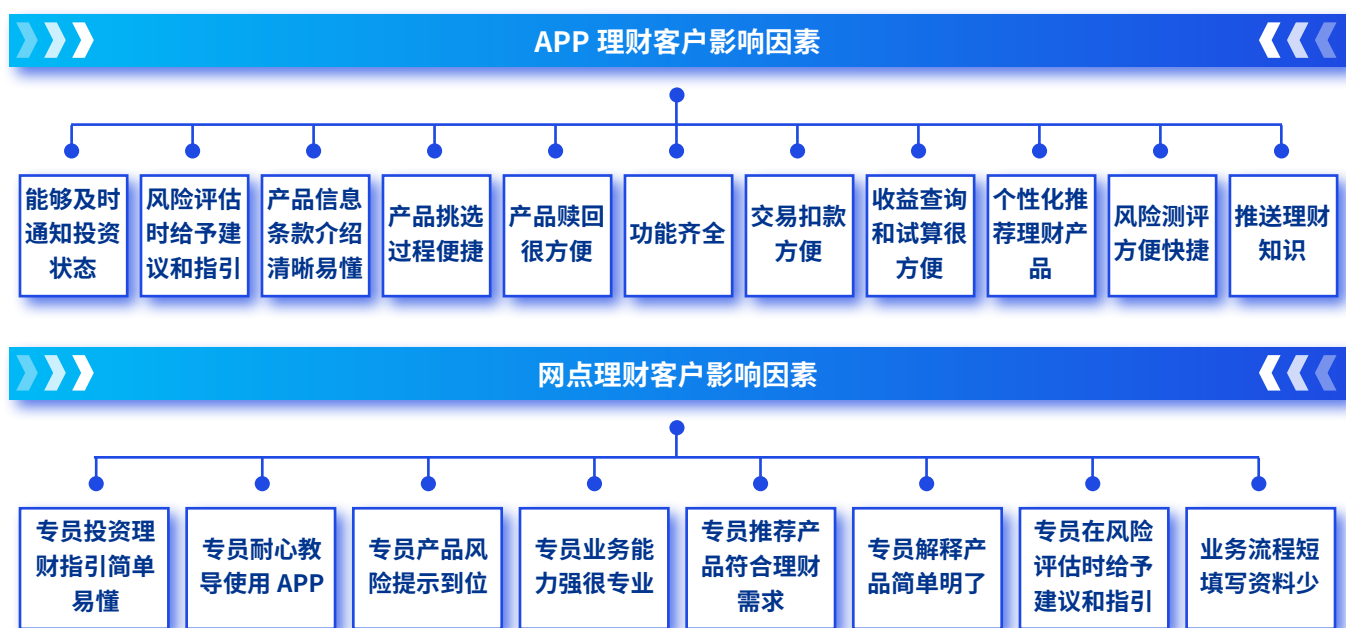 APP 理财客户影响因素
能够及时
通知投资
状态
风险评估
时给予建
议和指引
产品信息
条款介绍
清晰易懂
产品挑选
过程便捷
产品赎回
很方便
功能齐全
交易扣款
方便
收益查询
和试算很
方便
个性化推
荐理财产
品
风险测评
方便快捷
推送理财
知识
网点理财客户影响因素
专员投资理
财指引简单
易懂
专员耐心教
导使用 APP
专员产品风
险提示到位
专员业务能
力强很专业
专员推荐产
品符合理财
需求
专员解释产
品简单明了
专员在风险
评估时给予
建议和指引
业务流程短
填写资料少